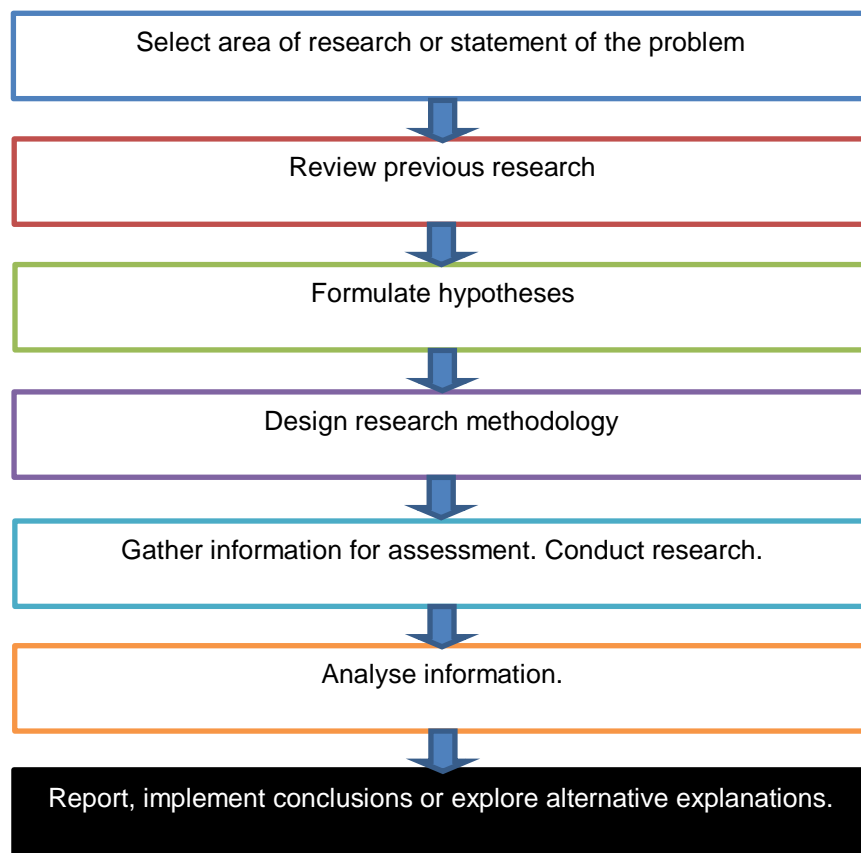 Select area of research or statement of the problem
Review previous research
Formulate hypotheses
Design research methodology
Gather information for assessment. Conduct research.
Analyse information.
Report, implement conclusions or explore alternative explanations.